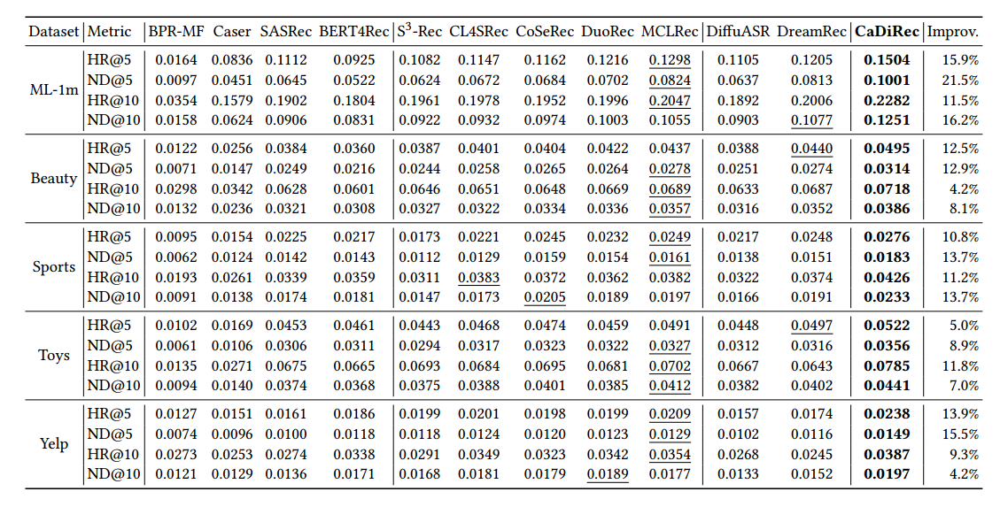 Dataset Metric BPR-MF Caser SASRec BERT4Rec S³-Rec CL4SRec CoSeRec DuoRec MCLRec DiffuASR DreamRec CaDiRec Improv.
HR@5 0.0164 0.0836 0.1112 0.0925 0.1082 0.1147 0.1162 0.1216 0.1298 0.1105 0.1205 0.1504 15.9%
ML-1m ND@5 0.0097 0.0451 0.0645 0.0522 0.0624 0.0672 0.0684 0.0702 0.0824 0.0637 0.0813 0.1001 21.5%
HR@10 0.0354 0.1579 0.1902 0.1804 0.1961 0.1978 0.1952 0.1996 0.2047 0.1892 0.2006 0.2282 11.5%
ND@10 0.0158 0.0624 0.0906 0.0831 0.0922 0.0932 0.0974 0.1003 0.1055 0.0903 0.1077 0.1251 16.2%
HR@5 0.0122 0.0256 0.0384 0.0360 0.0387 0.0401 0.0404 0.0422 0.0437 0.0388 0.0440 0.0495 12.5%
Beauty ND@5 0.0071 0.0147 0.0249 0.0216 0.0244 0.0258 0.0265 0.0264 0.0278 0.0251 0.0274 0.0314 12.9%
HR@10 0.0298 0.0342 0.0628 0.0601 0.0646 0.0651 0.0648 0.0669 0.0689 0.0633 0.0687 0.0718 4.2%
ND@10 0.0132 0.0236 0.0321 0.0308 0.0327 0.0322 0.0334 0.0336 0.0357 0.0316 0.0352 0.0386 8.1%
HR@5 0.0095 0.0154 0.0225 0.0217 0.0173 0.0221 0.0245 0.0232 0.0249 0.0217 0.0248 0.0276 10.8%
Sports ND@5 0.0062 0.0124 0.0142 0.0143 0.0112 0.0129 0.0159 0.0154 0.0161 0.0138 0.0151 0.0183 13.7%
HR@10 0.0193 0.0261 0.0339 0.0359 0.0311 0.0383 0.0372 0.0362 0.0382 0.0322 0.0374 0.0426 11.2%
ND@10 0.0091 0.0138 0.0174 0.0181 0.0147 0.0173 0.0205 0.0189 0.0197 0.0166 0.0191 0.0233 13.7%
HR@5 0.0102 0.0169 0.0453 0.0461 0.0443 0.0468 0.0474 0.0459 0.0491 0.0448 0.0497 0.0522 5.0%
Toys ND@5 0.0061 0.0106 0.0306 0.0311 0.0294 0.0317 0.0323 0.0322 0.0327 0.0312 0.0316 0.0356 8.9%
HR@10 0.0135 0.0271 0.0675 0.0665 0.0693 0.0684 0.0695 0.0681 0.0702 0.0667 0.0643 0.0785 11.8%
ND@10 0.0094 0.0140 0.0374 0.0368 0.0375 0.0388 0.0401 0.0385 0.0412 0.0382 0.0402 0.0441 7.0%
HR@5 0.0127 0.0151 0.0161 0.0186 0.0199 0.0201 0.0198 0.0199 0.0209 0.0157 0.0174 0.0238 13.9%
Yelp ND@5 0.0074 0.0096 0.0100 0.0118 0.0118 0.0124 0.0120 0.0123 0.0129 0.0102 0.0116 0.0149 15.5%
HR@10 0.0273 0.0253 0.0274 0.0338 0.0291 0.0349 0.0323 0.0342 0.0354 0.0268 0.0245 0.0387 9.3%
ND@10 0.0121 0.0129 0.0136 0.0171 0.0168 0.0181 0.0179 0.0189 0.0177 0.0133 0.0152 0.0197 4.2%